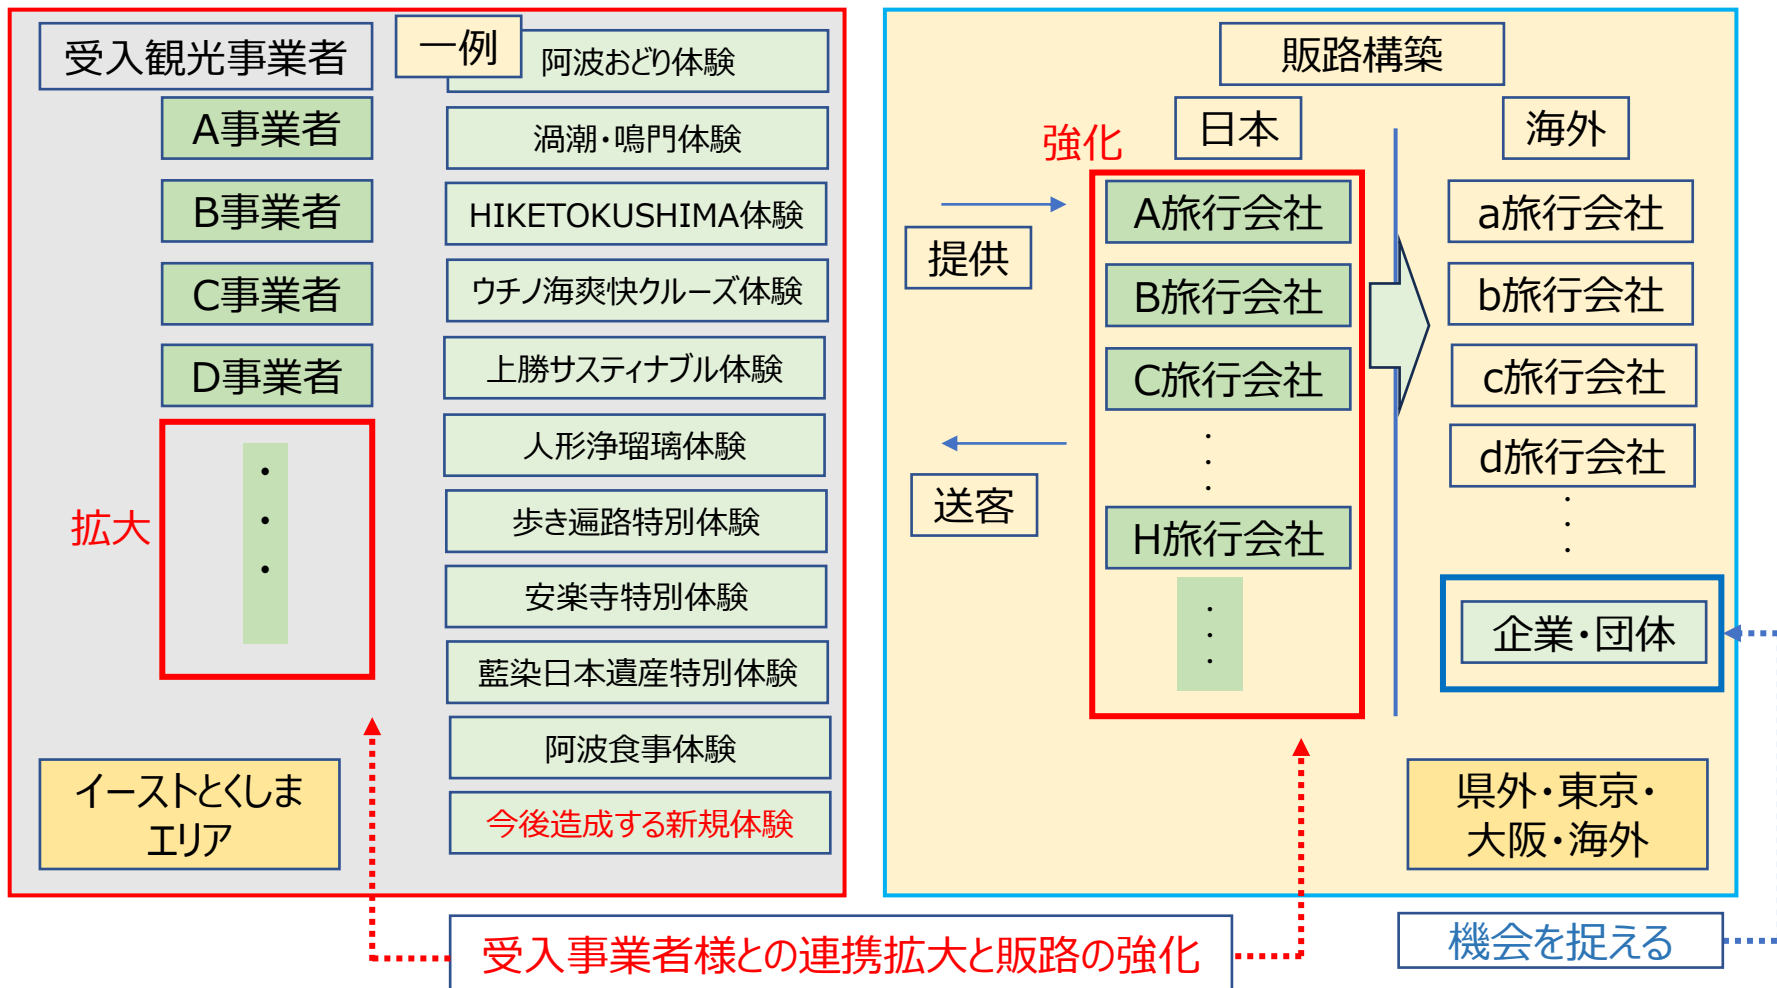 受入観光事業者
A事業者
B事業者
C事業者
D事業者
・
・
・
拡大
イーストとくしま
エリア
一例
阿波おどり体験
渦潮・鳴門体験
HIKETOKUSHIMA体験
ウチノ海爽快クルーズ体験
上勝サスティナブル体験
人形浄瑠璃体験
歩き遍路特別体験
安楽寺特別体験
藍染日本遺産特別体験
阿波食事体験
今後造成する新規体験
販路構築
提供
送客
強化
日本
A旅行会社
B旅行会社
C旅行会社
・
・
・
H旅行会社
・
・
・
海外
a旅行会社
b旅行会社
c旅行会社
d旅行会社
・
・
・
企業・団体
県外・東京・
大阪・海外
受入事業者様との連携拡大と販路の強化
機会を捉える